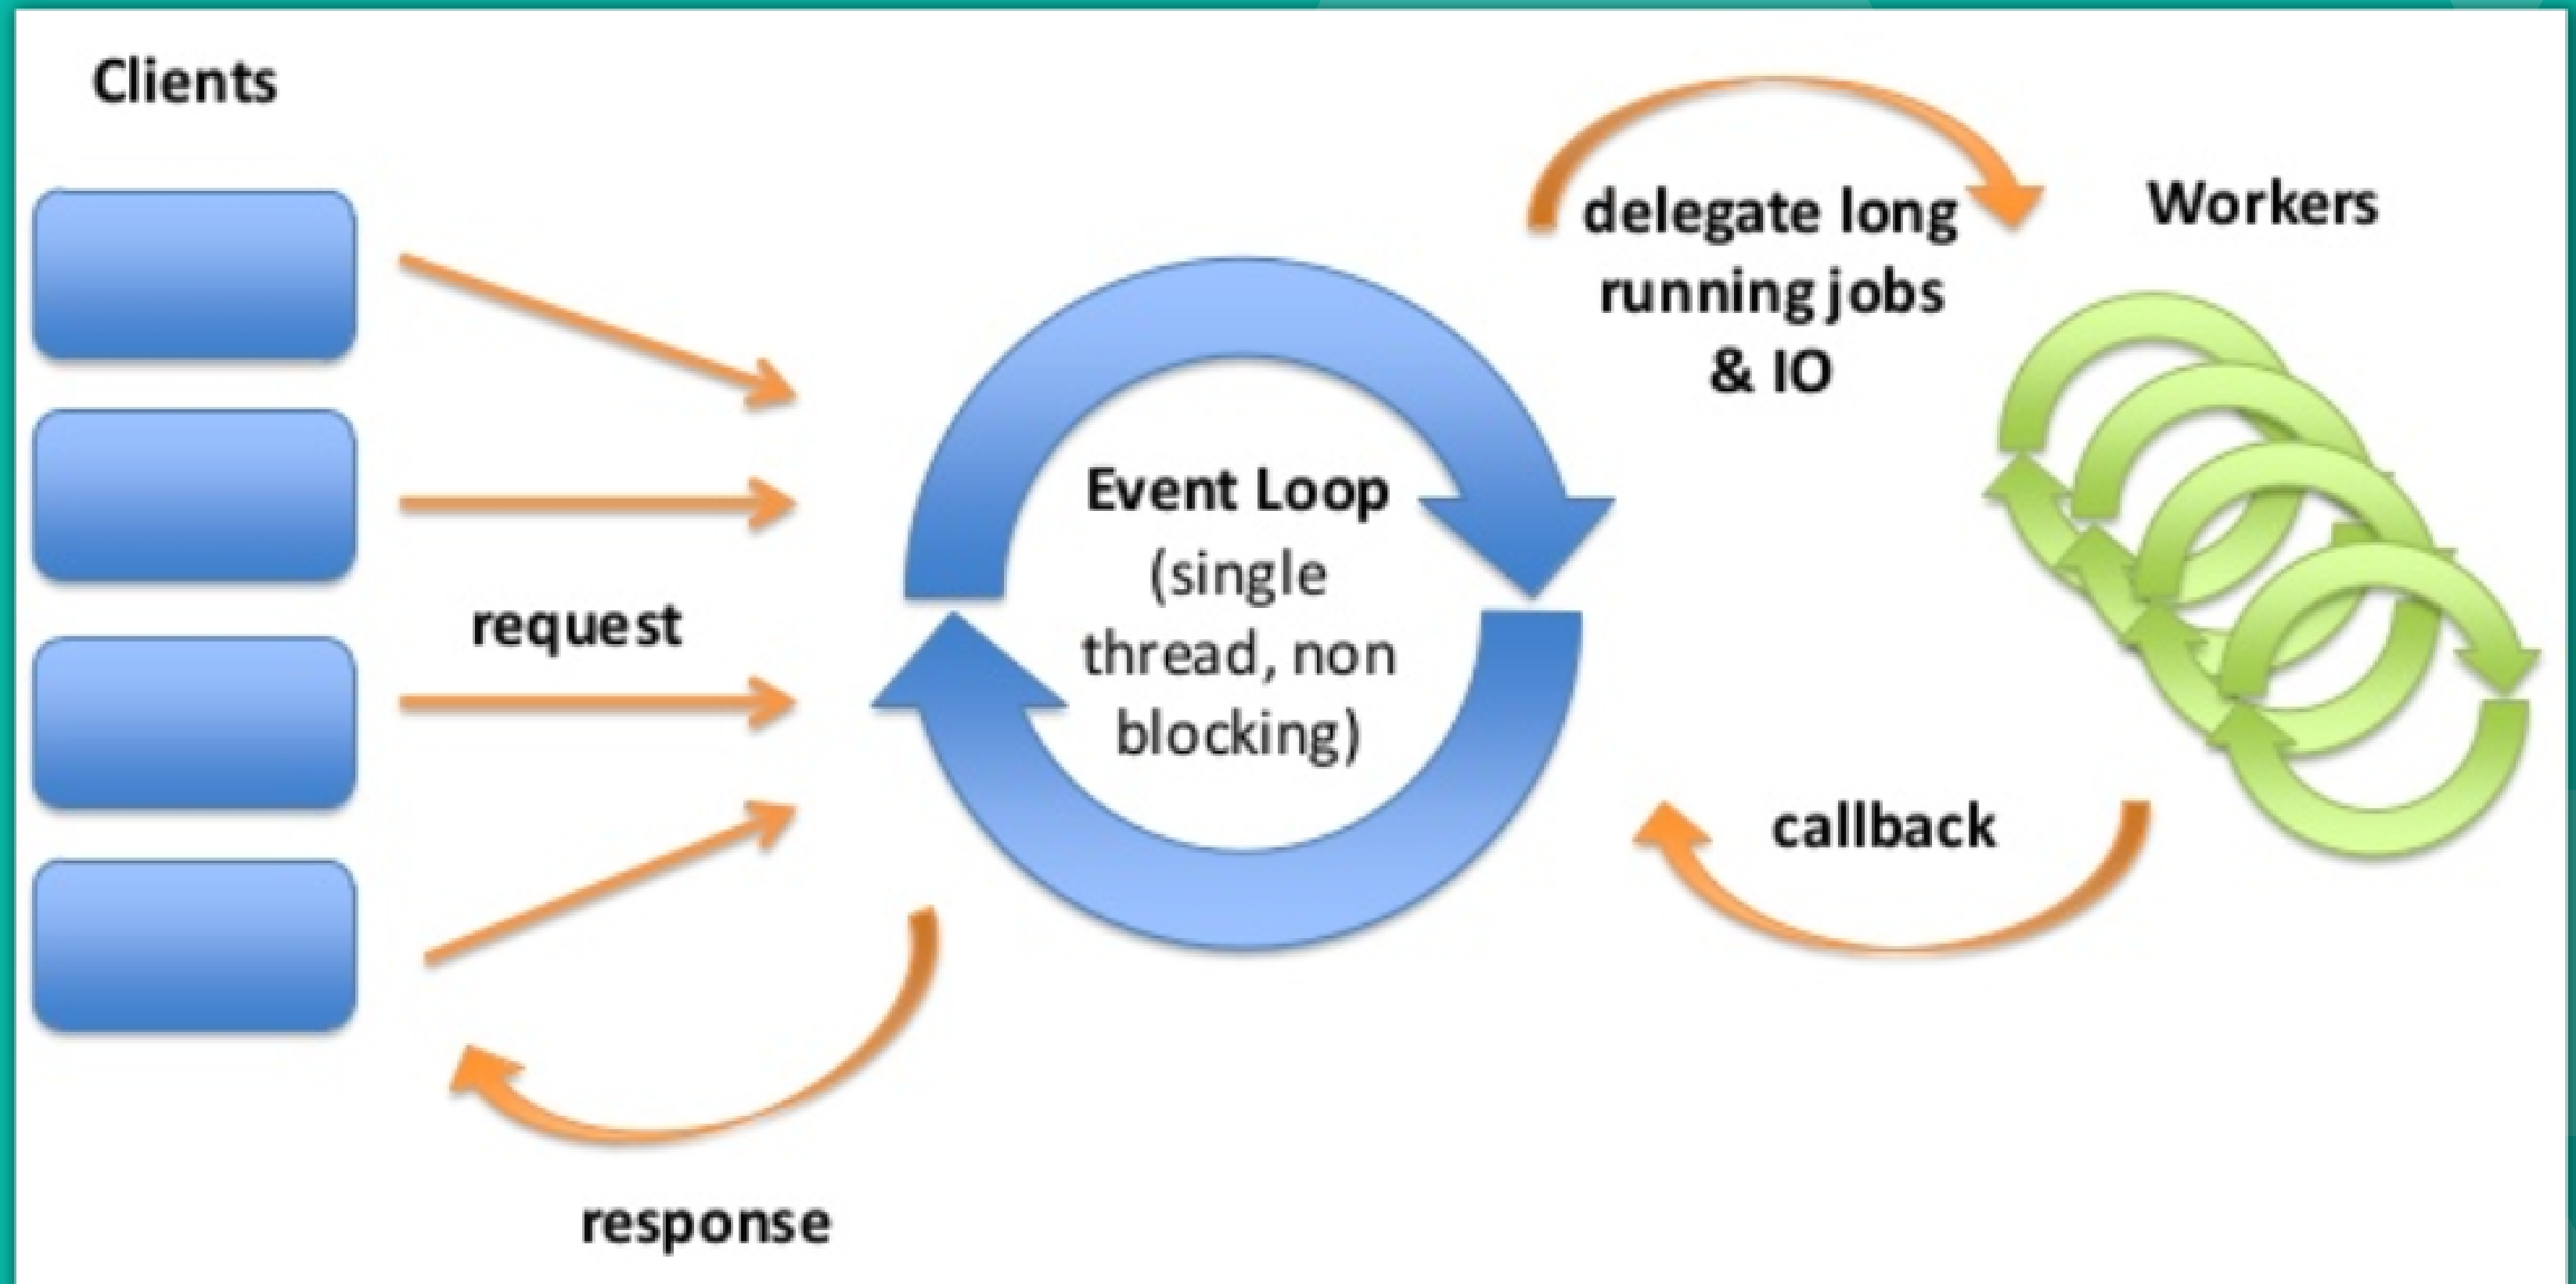 Clients
request
response
Event Loop
(single
thread, non
blocking)
delegate long
running jobs
& IO
callback
Workers